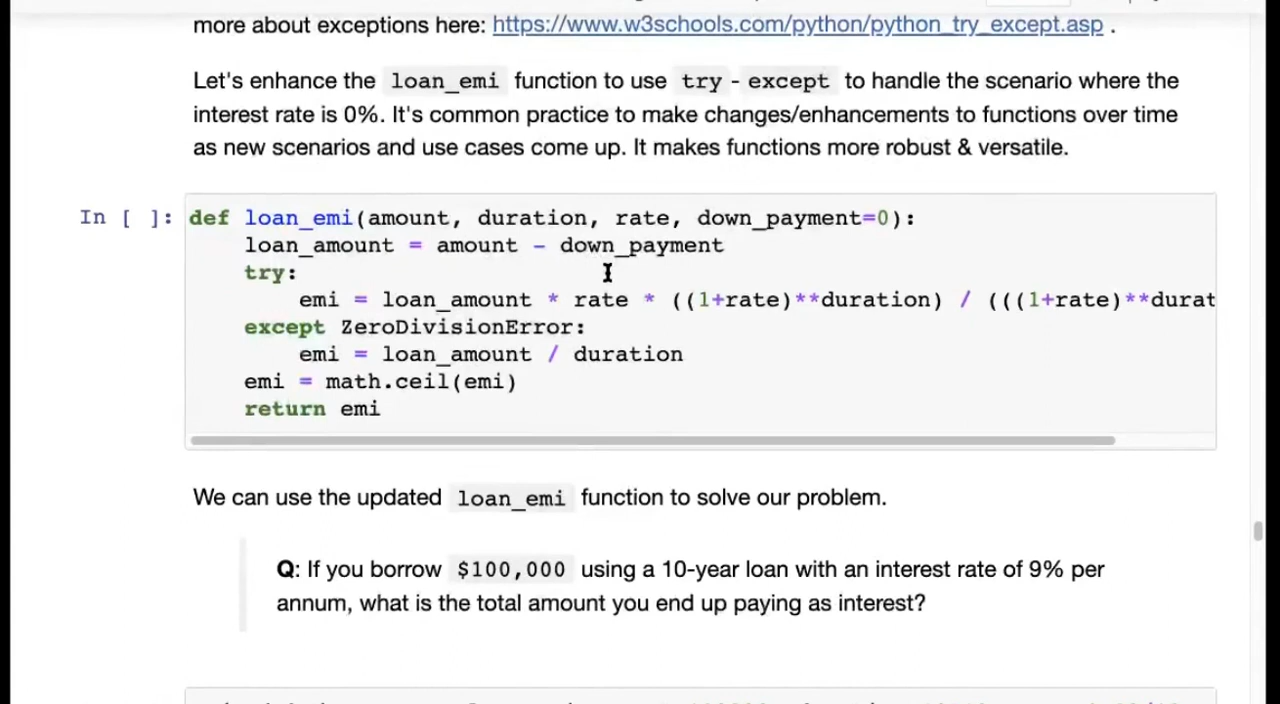 more about exceptions here: https://www.w3schools.com/python/python_try_except.asp .
Let's enhance the loan_emi function to use try - except to handle the scenario where the
interest rate is 0%. It's common practice to make changes/enhancements to functions over time
as new scenarios and use cases come up. It makes functions more robust & versatile.
In [ ]: def loan_emi(amount, duration, rate, down_payment=0):
    loan_amount = amount - down_payment
    try:
        emi = loan_amount * rate * ((1+rate)**duration) / (((1+rate)**durat
    except ZeroDivisionError:
        emi = loan_amount / duration
    emi = math.ceil(emi)
    return emi
We can use the updated loan_emi function to solve our problem.
Q: If you borrow $100,000 using a 10-year loan with an interest rate of 9% per
annum, what is the total amount you end up paying as interest?